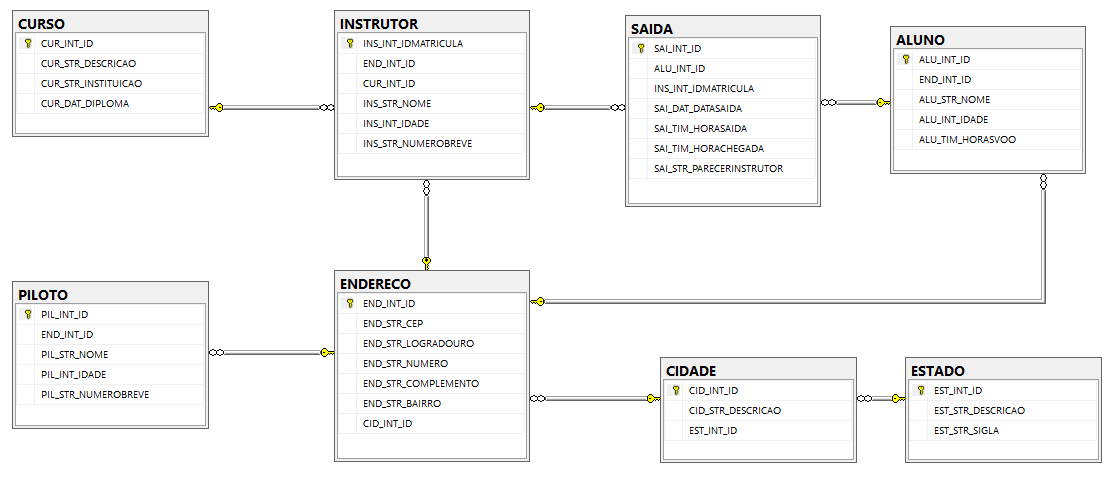 CURSO
CUR_INT_ID
CUR_STR_DESCRICAO
CUR_STR_INSTITUICAO
CUR_DAT_DIPLOMA
INSTRUTOR
INS_INT_IDMATRICULA
END_INT_ID
CUR_INT_ID
INS_STR_NOME
INS_INT_IDADE
INS_STR_NUMEROBREVE
SAIDA
SAI_INT_ID
ALU_INT_ID
INS_INT_IDMATRICULA
SAI_DAT_DATASAIDA
SAI_TIM_HORASAIDA
SAI_TIM_HORACHEGADA
SAI_STR_PARECERINSTRUTOR
ALUNO
ALU_INT_ID
END_INT_ID
ALU_STR_NOME
ALU_INT_IDADE
ALU_TIM_HORASVOO
PILOTO
PIL_INT_ID
END_INT_ID
PIL_STR_NOME
PIL_INT_IDADE
PIL_STR_NUMEROBREVE
ENDERECO
END_INT_ID
END_STR_CEP
END_STR_LOGRADOURO
END_STR_NUMERO
END_STR_COMPLEMENTO
END_STR_BAIRRO
CID_INT_ID
CIDADE
CID_INT_ID
CID_STR_DESCRICAO
EST_INT_ID
ESTADO
EST_INT_ID
EST_STR_DESCRICAO
EST_STR_SIGLA